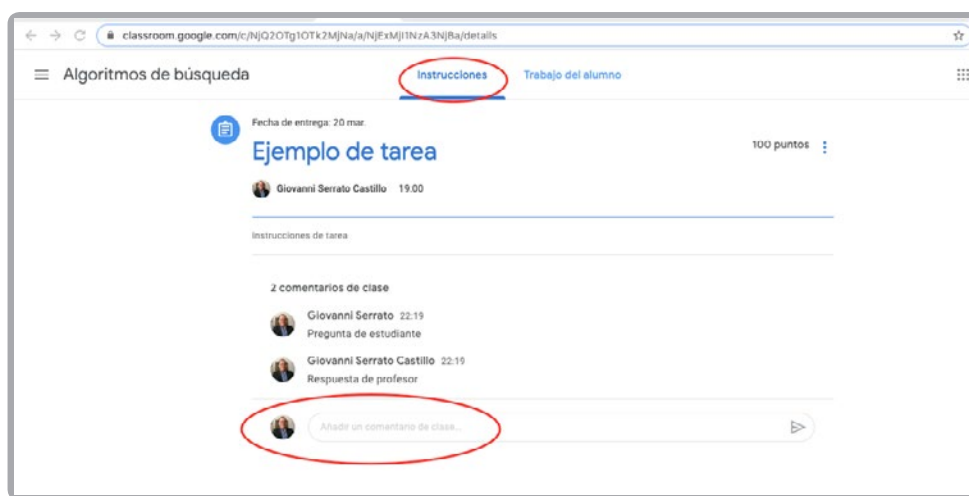 classroom.google.com/c/NjQ2OTg1OTk2MjNa/a/NjExMjI1NzA3NjBa/details
Algoritmos de búsqueda
Instrucciones
Trabajo del alumno
Fecha de entrega: 20 mar.
Ejemplo de tarea
100 puntos
Giovanni Serrato Castillo 19:00
Instrucciones de tarea
2 comentarios de clase
Giovanni Serrato 22:19
Pregunta de estudiante
Giovanni Serrato Castillo 22:19
Respuesta de profesor
Añadir un comentario de clase...